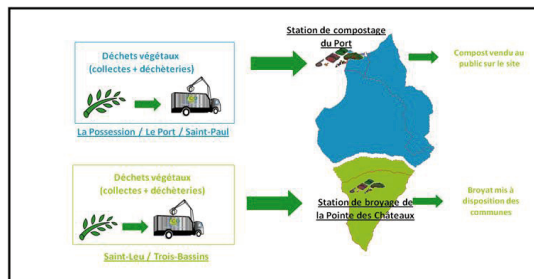 Station de compostage
du Port
Déchets végétaux
(collectes + déchèteries)
La Possession / Le Port / Saint-Paul
Compost vendu au
public sur le site
Déchets végétaux
(collectes + déchèteries)
Saint-Leu / Trois-Bassins
Station de broyage de
la Pointe des Châteaux
Broyat mis à
disposition des
communes